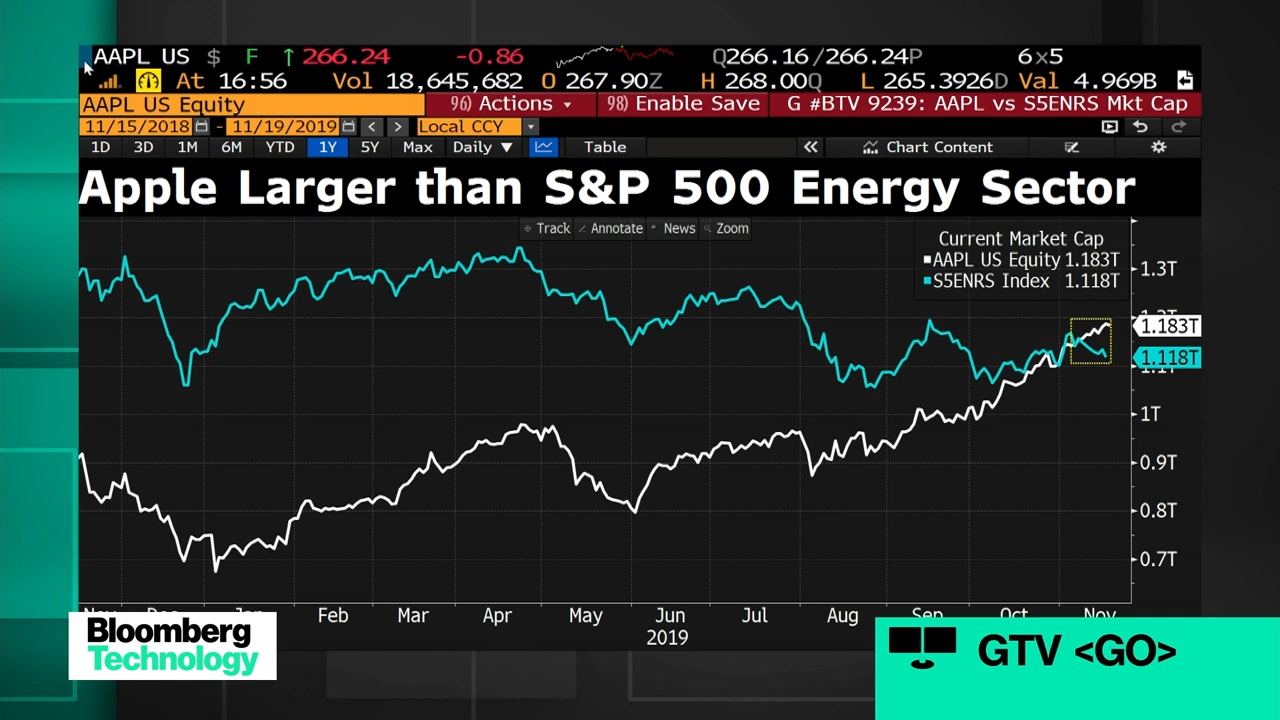 AAPL US $ F ↑ 266.24 -0.86 Q266.16/266.24P 6x5
At 16:56 Vol 18,645,682 O 267.90Z H 268.00Q L 265.3926D Val 4.969B
AAPL US Equity 96) Actions 98) Enable Save G #BTV 9239: AAPL vs S5ENRS Mkt Cap
11/15/2018 - 11/19/2019 < > Local CCY
1D 3D 1M 6M YTD 1Y 5Y Max Daily ▼ Table « Chart Content
Apple Larger than S&P 500 Energy Sector
Track Annotate News Zoom
Current Market Cap
AAPL US Equity 1.183T
S5ENRS Index 1.118T
1.3T
1.183T
1.118T
1.1T
1T
0.9T
0.8T
0.7T
Nov Dec Jan Feb Mar Apr May Jun Jul Aug Sep Oct Nov
2019
Bloomberg
Technology
GTV <GO>